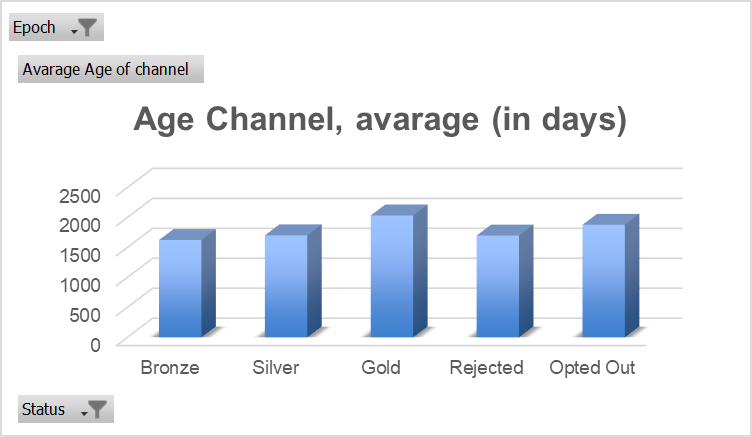 Epoch
Avarage Age of channel
Age Channel, avarage (in days)
2500
2000
1500
1000
500
0
Bronze Silver Gold Rejected Opted Out
Status